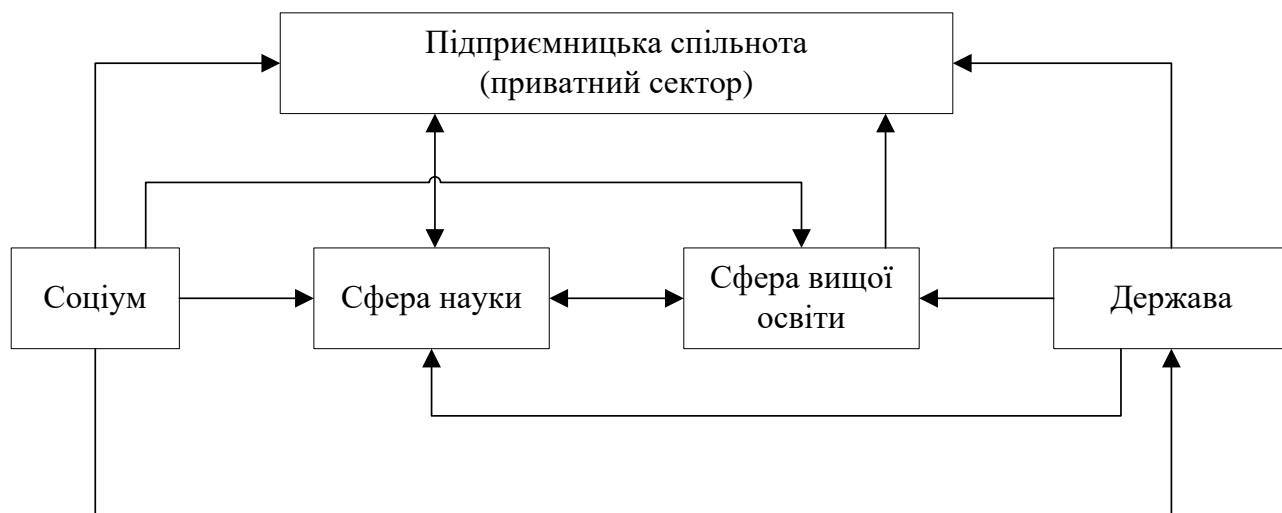 Підприємницька спільнота
(приватний сектор)
Соціум
Сфера науки
Сфера вищої
освіти
Держава